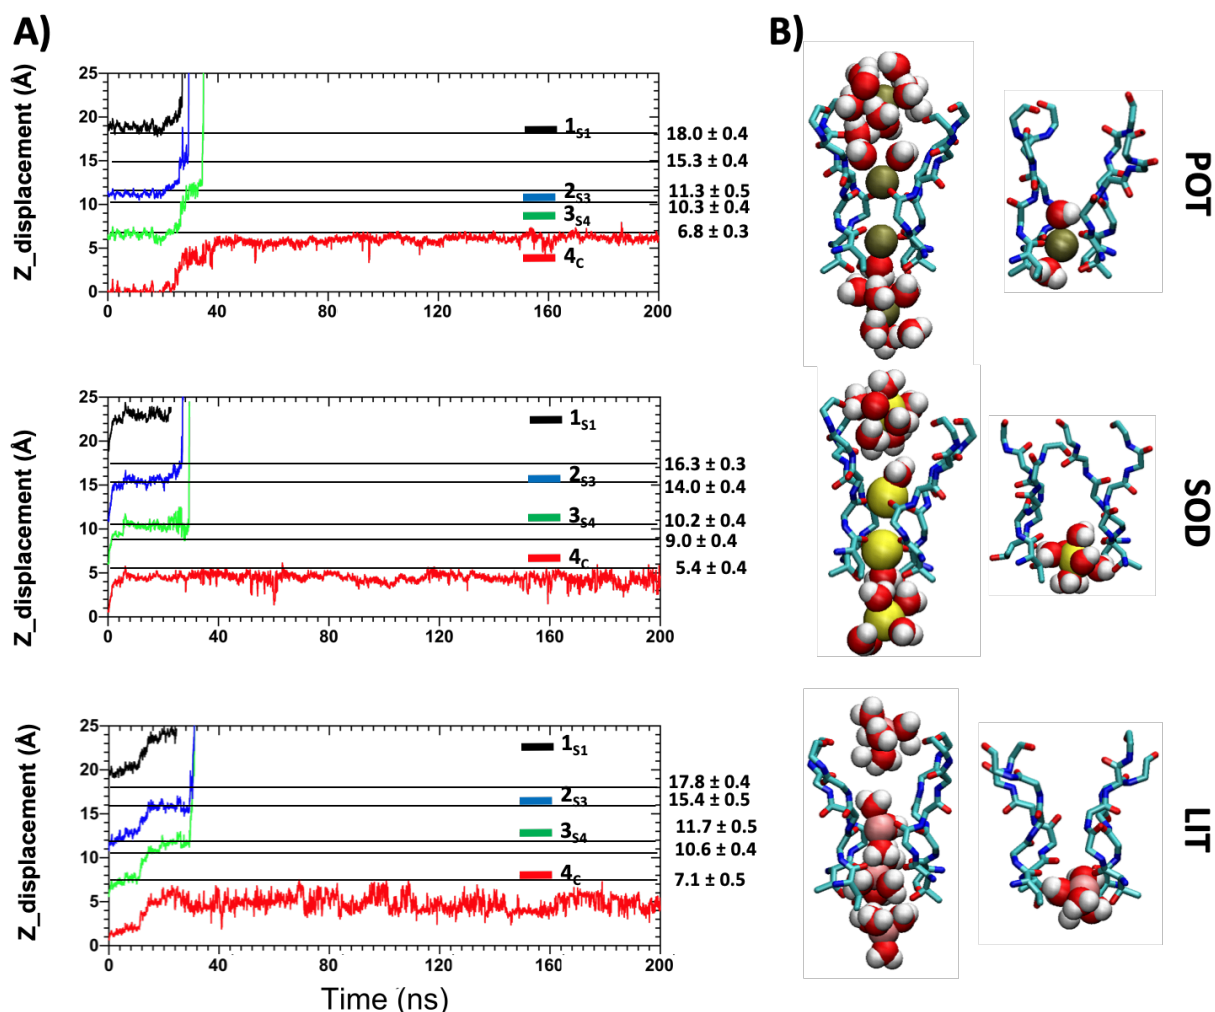 A)
B)
Z_displacement (Å)
25
20
15
10
5
0
0
40
80
120
160
200
1S1
2S3
3S4
4C
18.0 ± 0.4
15.3 ± 0.4
11.3 ± 0.5
10.3 ± 0.4
6.8 ± 0.3
POT
Z_displacement (Å)
25
20
15
10
5
0
0
40
80
120
160
200
1S1
2S3
3S4
4C
16.3 ± 0.3
14.0 ± 0.4
10.2 ± 0.4
9.0 ± 0.4
5.4 ± 0.4
SOD
Z_displacement (Å)
25
20
15
10
5
0
0
40
80
120
160
200
1S1
2S3
3S4
4C
17.8 ± 0.4
15.4 ± 0.5
11.7 ± 0.5
10.6 ± 0.4
7.1 ± 0.5
LIT
Time (ns)